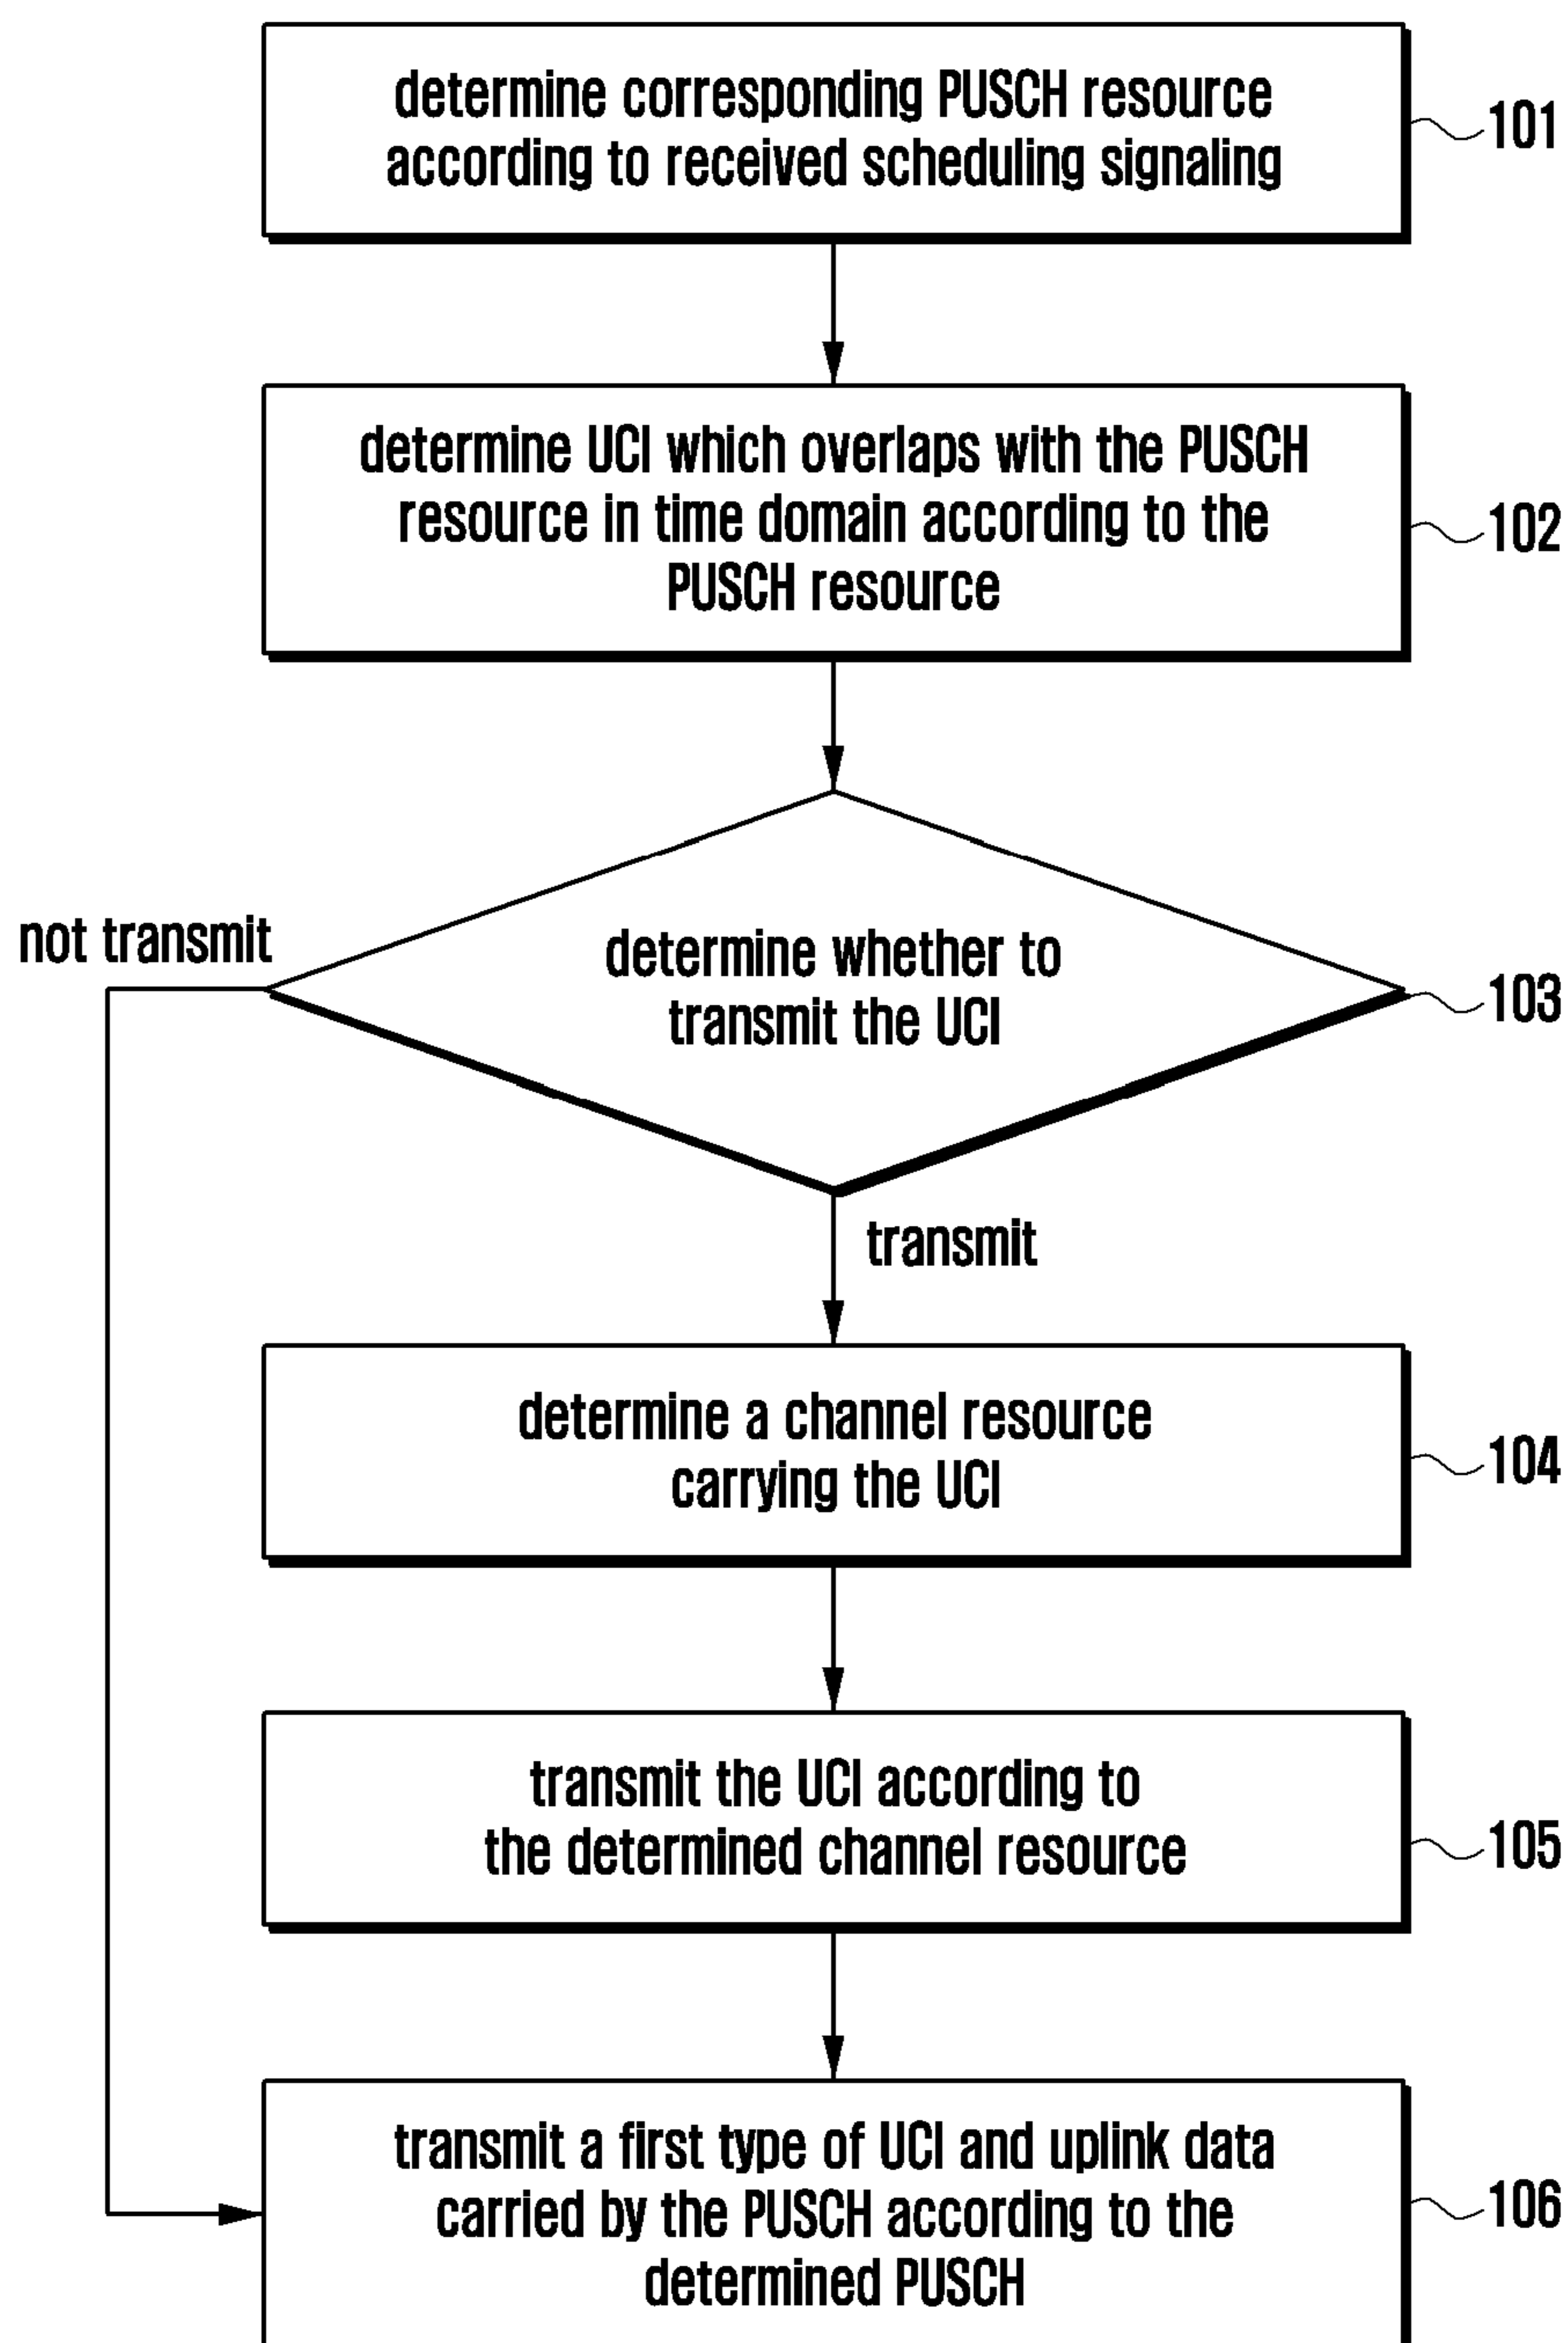 determine corresponding PUSCH resource
according to received scheduling signaling
101
determine UCI which overlaps with the PUSCH
resource in time domain according to the
PUSCH resource
102
not transmit
determine whether to
transmit the UCI
103
transmit
determine a channel resource
carrying the UCI
104
transmit the UCI according to
the determined channel resource
105
transmit a first type of UCI and uplink data
carried by the PUSCH according to the
determined PUSCH
106